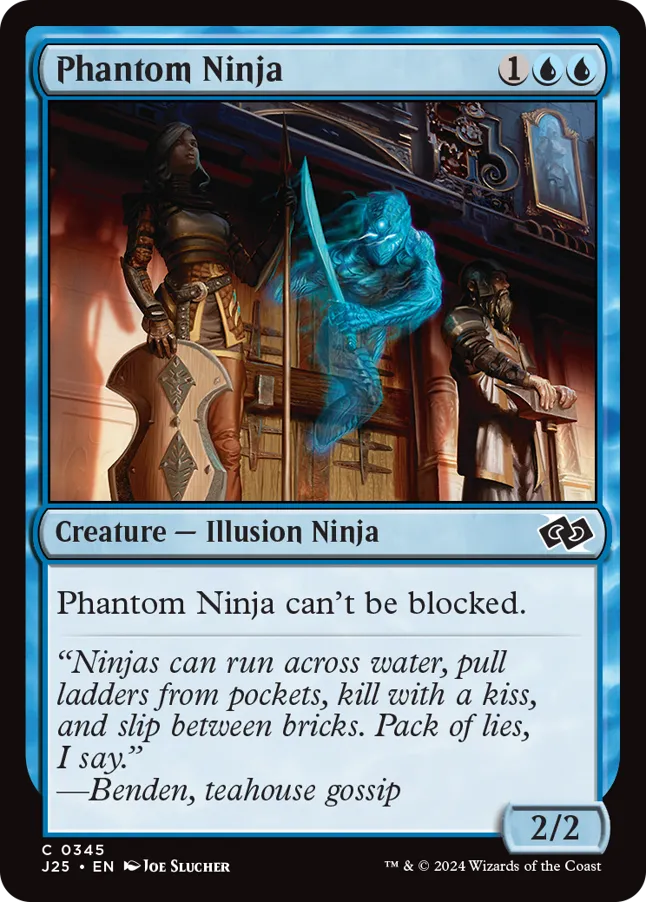 Phantom Ninja
1
Creature — Illusion Ninja
Phantom Ninja can't be blocked.
“Ninjas can run across water, pull
ladders from pockets, kill with a kiss,
and slip between bricks. Pack of lies,
I say.”
—Benden, teahouse gossip
2/2
C 0345
J25 • EN Joe Slucher
™ & © 2024 Wizards of the Coast